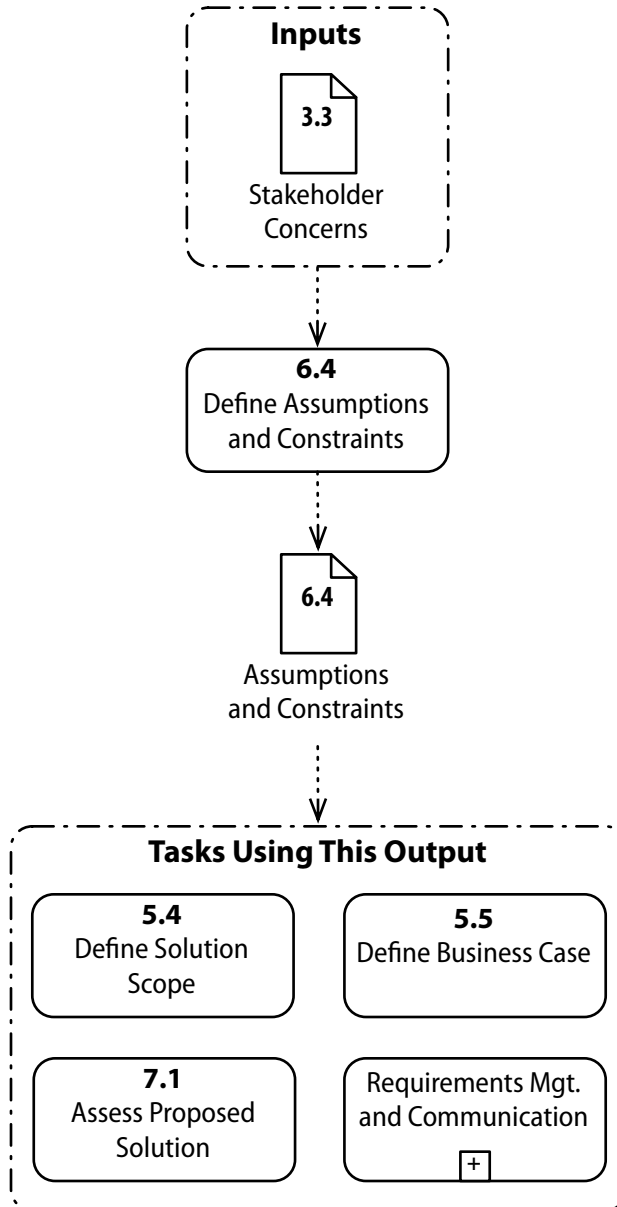 Inputs
3.3
Stakeholder
Concerns
6.4
Define Assumptions
and Constraints
6.4
Assumptions
and Constraints
Tasks Using This Output
5.4
Define Solution
Scope
5.5
Define Business Case
7.1
Assess Proposed
Solution
Requirements Mgt.
and Communication
+